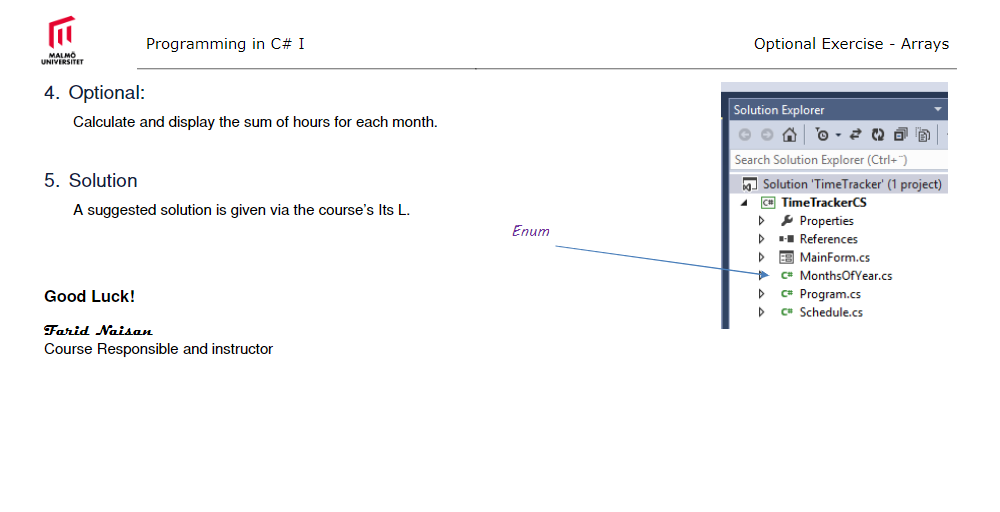 MALMÖ
UNIVERSITET
Programming in C# I
Optional Exercise - Arrays
4. Optional:
Calculate and display the sum of hours for each month.
5. Solution
A suggested solution is given via the course's Its L.
Enum
Good Luck!
Farid Naisan
Course Responsible and instructor
Solution Explorer
Search Solution Explorer (Ctrl+¨)
Solution 'TimeTracker' (1 project)
C# TimeTrackerCS
Properties
References
MainForm.cs
C# MonthsOfYear.cs
C# Program.cs
C# Schedule.cs